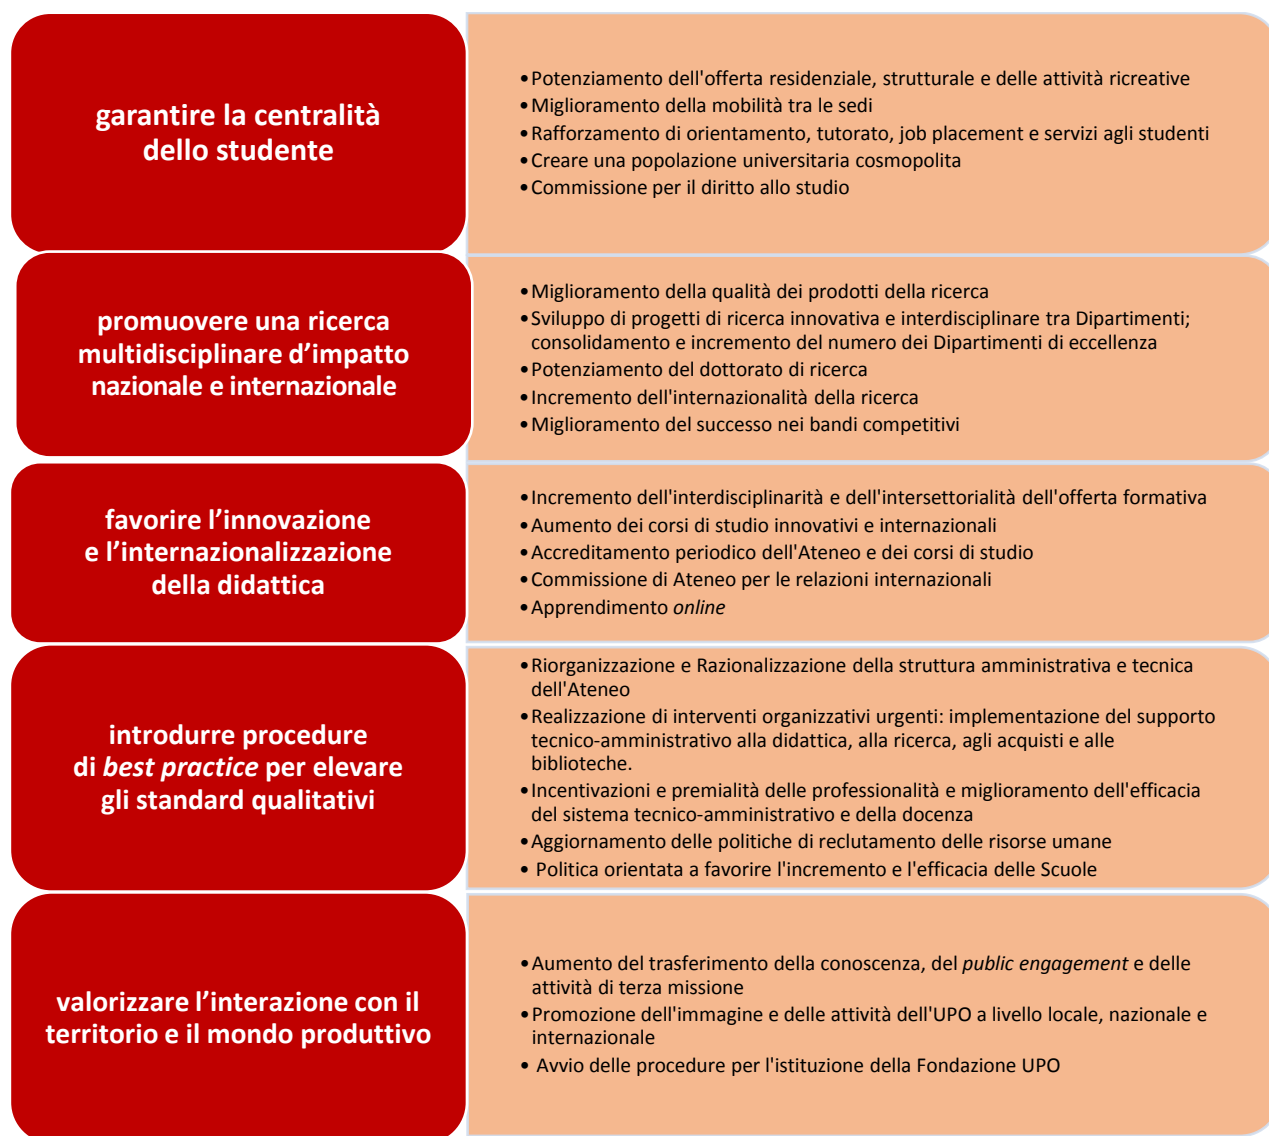 garantire la centralità
dello studente
•Potenziamento dell'offerta residenziale, strutturale e delle attività ricreative
•Miglioramento della mobilità tra le sedi
•Rafforzamento di orientamento, tutorato, job placement e servizi agli studenti
•Creare una popolazione universitaria cosmopolita
•Commissione per il diritto allo studio
promuovere una ricerca
multidisciplinare d’impatto
nazionale e internazionale
•Miglioramento della qualità dei prodotti della ricerca
•Sviluppo di progetti di ricerca innovativa e interdisciplinare tra Dipartimenti;
consolidamento e incremento del numero dei Dipartimenti di eccellenza
•Potenziamento del dottorato di ricerca
•Incremento dell'internazionalità della ricerca
•Miglioramento del successo nei bandi competitivi
favorire l’innovazione
e l’internazionalizzazione
della didattica
•Incremento dell'interdisciplinarità e dell'intersettorialità dell'offerta formativa
•Aumento dei corsi di studio innovativi e internazionali
•Accreditamento periodico dell'Ateneo e dei corsi di studio
•Commissione di Ateneo per le relazioni internazionali
•Apprendimento online
introdurre procedure
di best practice per elevare
gli standard qualitativi
•Riorganizzazione e Razionalizzazione della struttura amministrativa e tecnica
dell'Ateneo
•Realizzazione di interventi organizzativi urgenti: implementazione del supporto
tecnico-amministrativo alla didattica, alla ricerca, agli acquisti e alle
biblioteche.
•Incentivazioni e premialità delle professionalità e miglioramento dell'efficacia
del sistema tecnico-amministrativo e della docenza
•Aggiornamento delle politiche di reclutamento delle risorse umane
• Politica orientata a favorire l'incremento e l'efficacia delle Scuole
valorizzare l’interazione con il
territorio e il mondo produttivo
•Aumento del trasferimento della conoscenza, del public engagement e delle
attività di terza missione
•Promozione dell'immagine e delle attività dell'UPO a livello locale, nazionale e
internazionale
• Avvio delle procedure per l'istituzione della Fondazione UPO